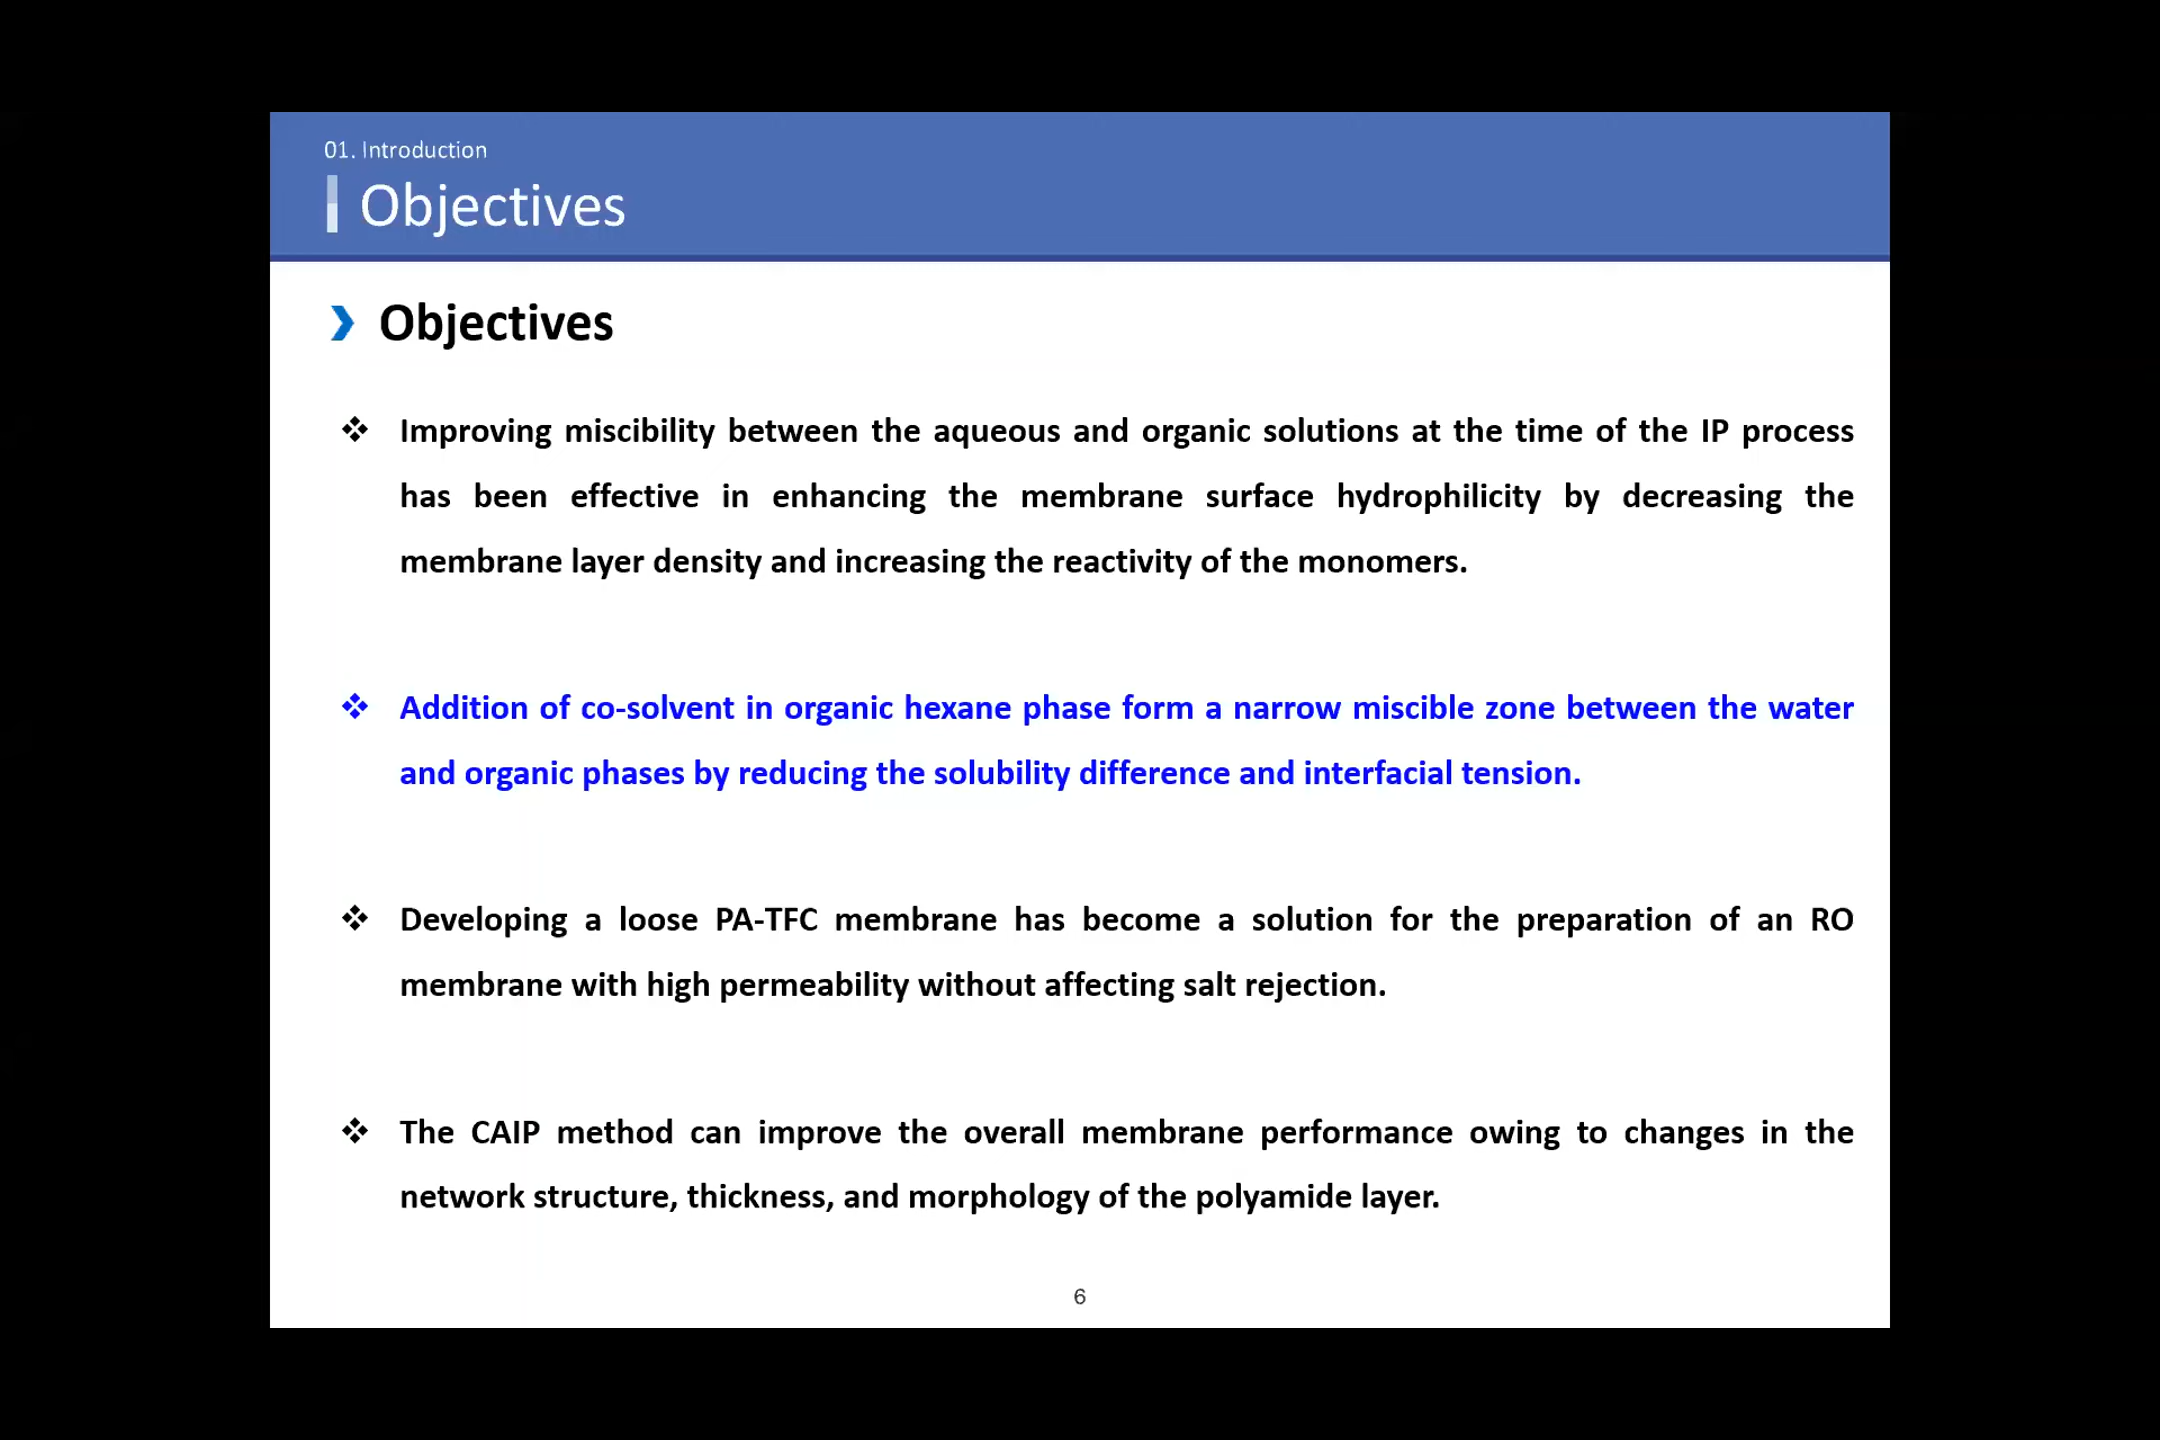 01. Introduction
Objectives
Objectives
Improving miscibility between the aqueous and organic solutions at the time of the IP process
has been effective in enhancing the membrane surface hydrophilicity by decreasing the
membrane layer density and increasing the reactivity of the monomers.
Addition of co-solvent in organic hexane phase form a narrow miscible zone between the water
and organic phases by reducing the solubility difference and interfacial tension.
Developing a loose PA-TFC membrane has become a solution for the preparation of an RO
membrane with high permeability without affecting salt rejection.
The CAIP method can improve the overall membrane performance owing to changes in the
network structure, thickness, and morphology of the polyamide layer.
6